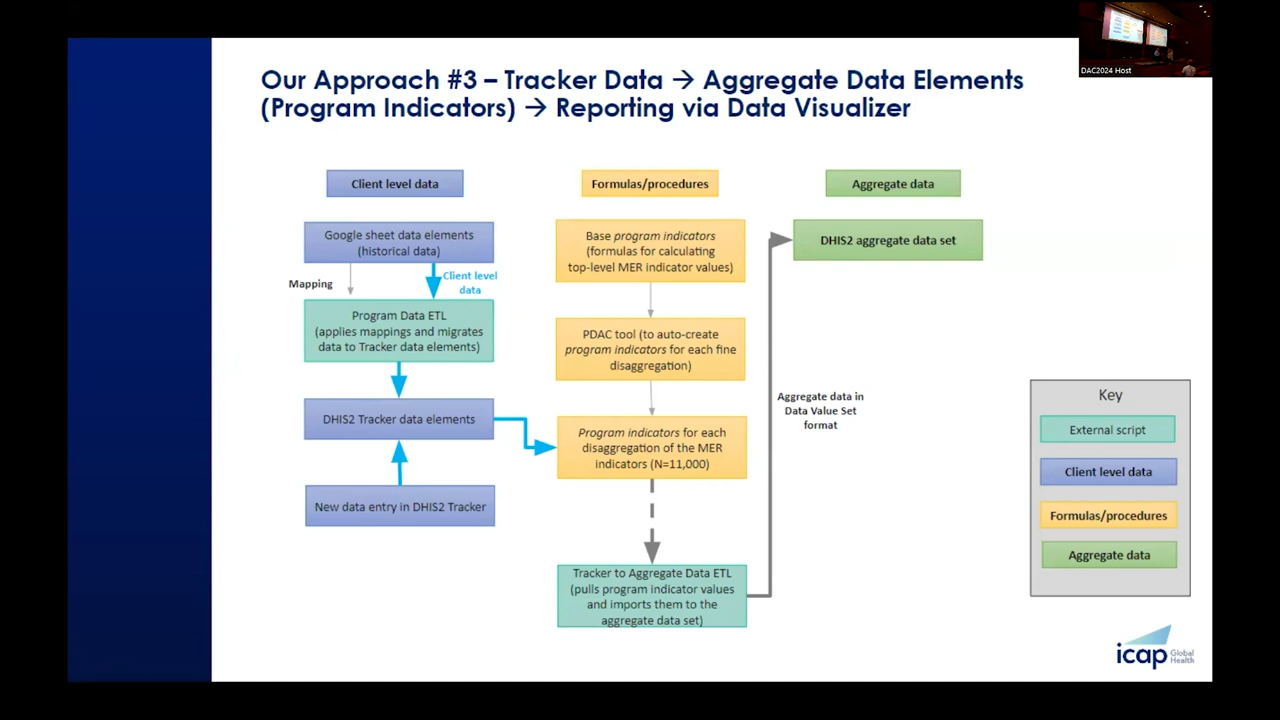 Our Approach #3 – Tracker Data → Aggregate Data Elements
(Program Indicators) → Reporting via Data Visualizer
DAC2024 Host
Client level data
Google sheet data elements
(historical data)
Mapping
Client level
data
Program Data ETL
(applies mappings and migrates
data to Tracker data elements)
DHIS2 Tracker data elements
New data entry in DHIS2 Tracker
Formulas/procedures
Base program indicators
(formulas for calculating
top-level MER indicator values)
PDAC tool (to auto-create
program indicators for each fine
disaggregation)
Program indicators for each
disaggregation of the MER
indicators (N=11,000)
Tracker to Aggregate Data ETL
(pulls program indicator values
and imports them to the
aggregate data set)
Aggregate data
DHIS2 aggregate data set
Aggregate data in
Data Value Set
format
Key
External script
Client level data
Formulas/procedures
Aggregate data
icap Global
Health